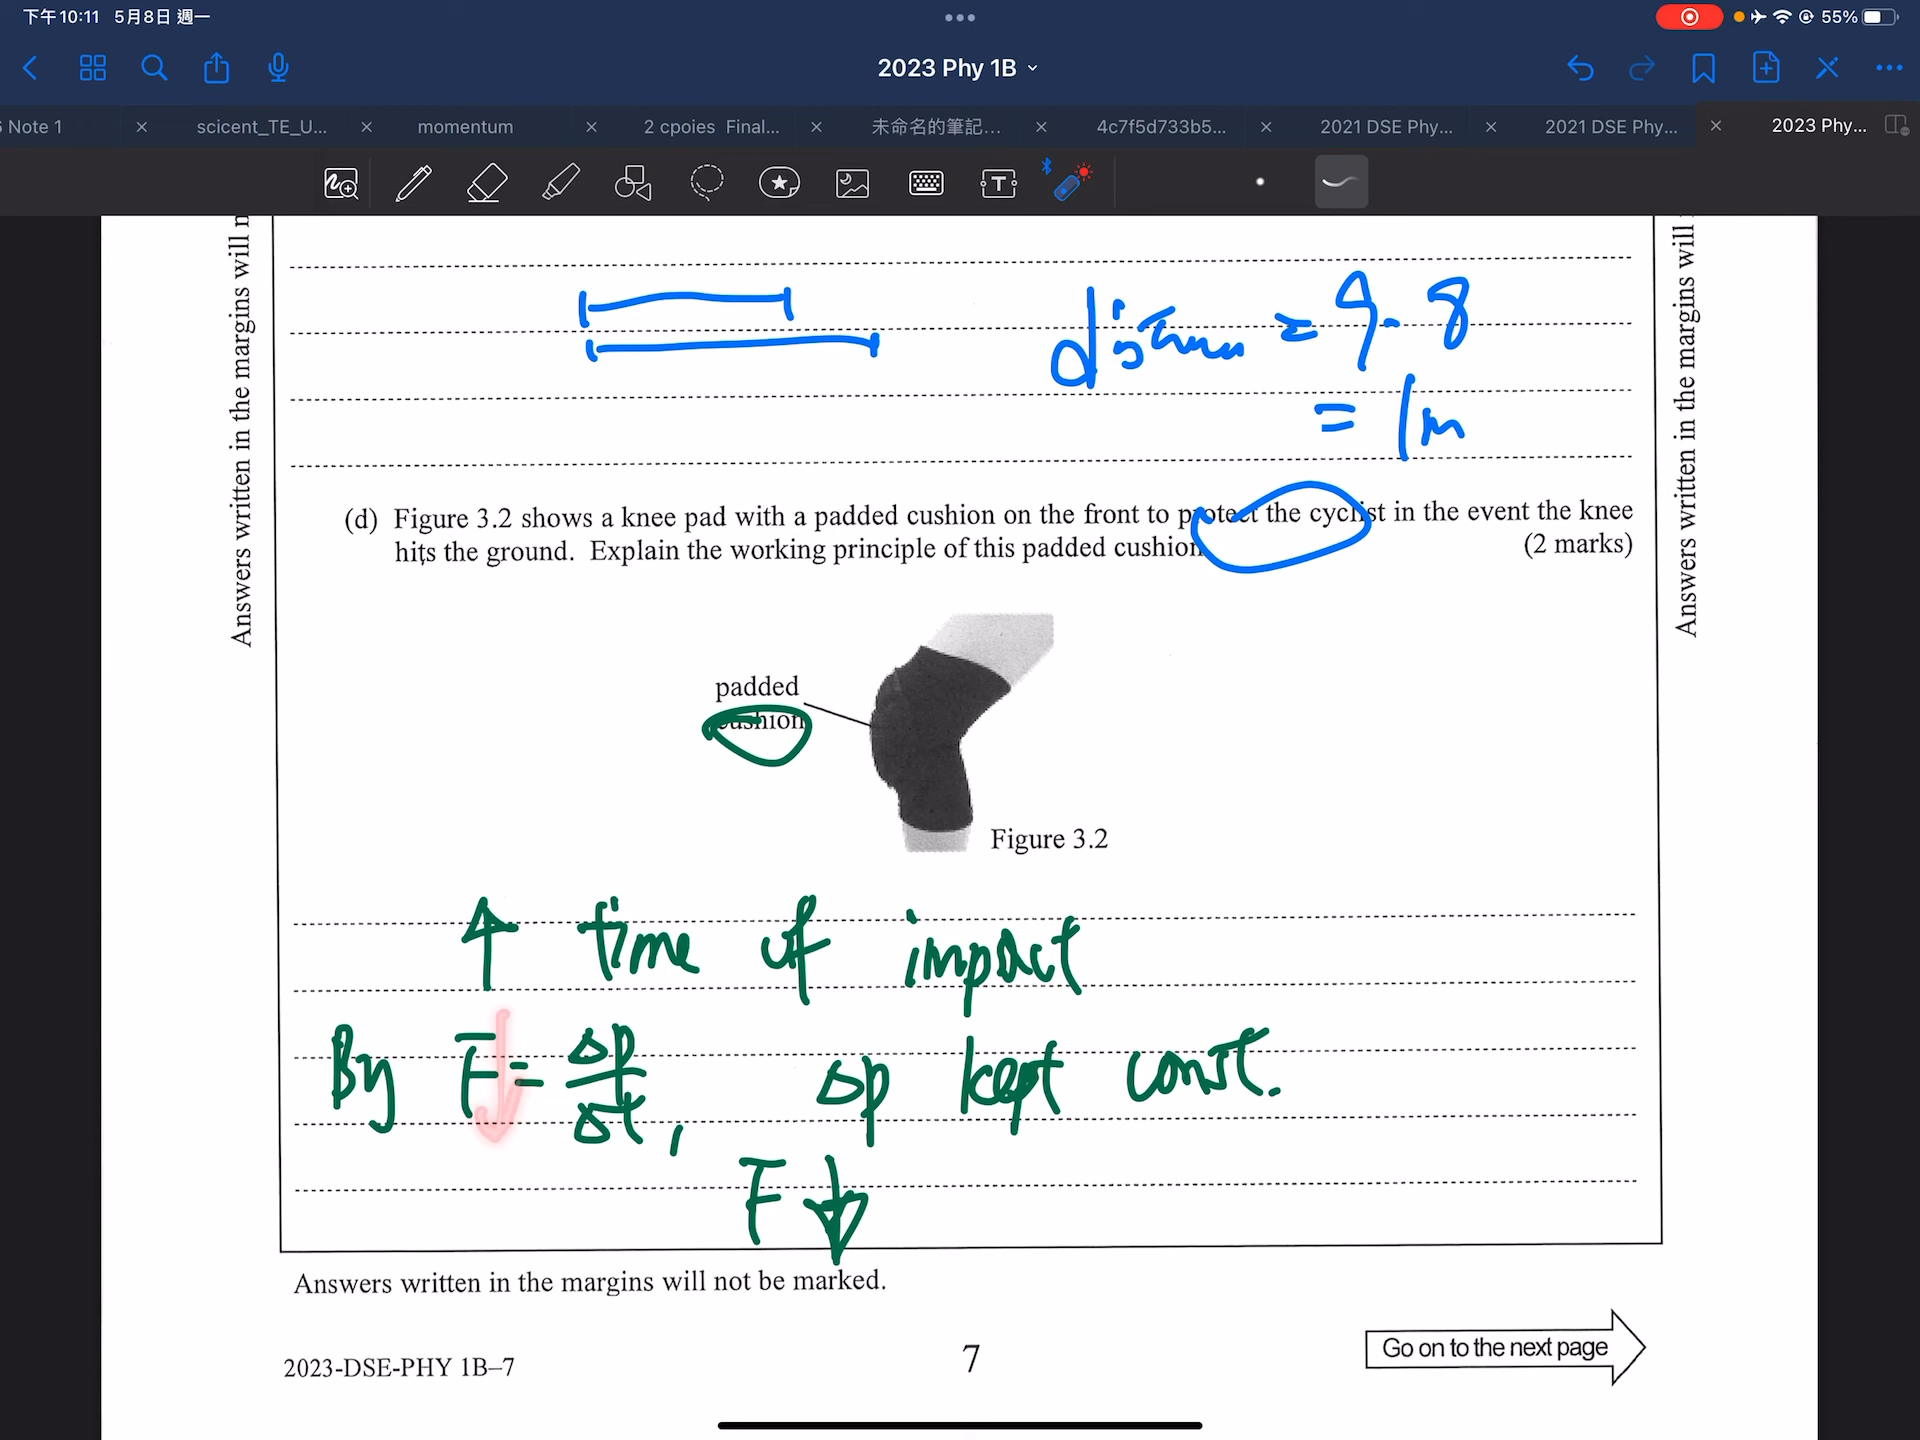 下午10:11 5月8日 週一
55%
2023 Phy 1B
Note 1
scicent_TE_U...
momentum
2 cpoies Final...
未命名的筆記...
4c7f5d733b5...
2021 DSE Phy...
2021 DSE Phy...
2023 Phy...
Answers written in the margins will n
Answers written in the margins will
= 9-8
= 1m
(d) Figure 3.2 shows a knee pad with a padded cushion on the front to protect the cyclist in the event the knee
hits the ground. Explain the working principle of this padded cushion
(2 marks)
padded
cushion
Figure 3.2
↑ time of impact
By F = Δp/Δt, Δp kept const.
F ↓
Answers written in the margins will not be marked.
2023-DSE-PHY 1B–7
7
Go on to the next page